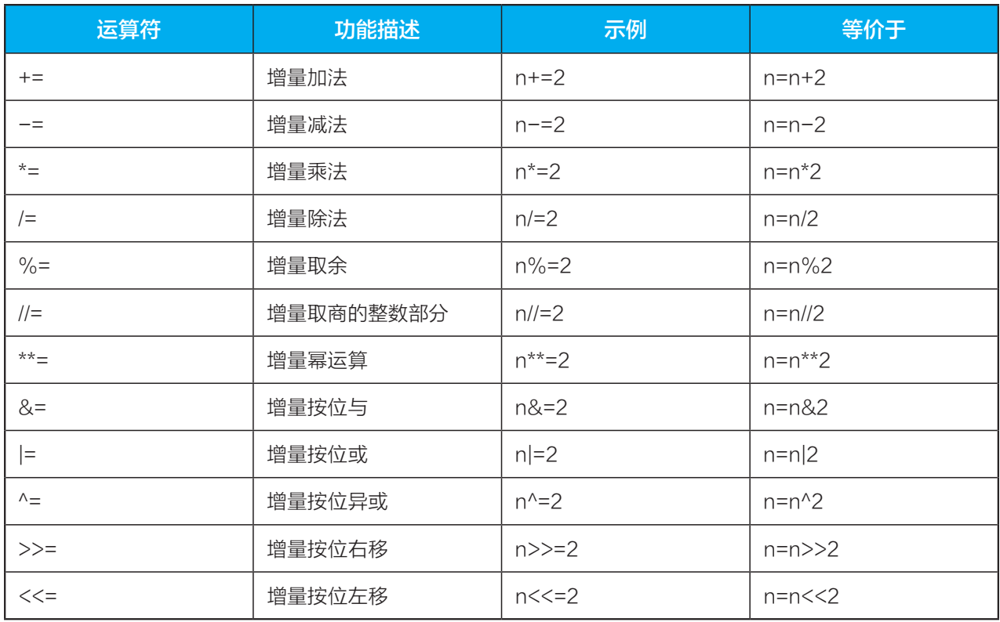 运算符 功能描述 示例 等价于
+= 增量加法 n+=2 n=n+2
−= 增量减法 n−=2 n=n−2
*= 增量乘法 n*=2 n=n*2
/= 增量除法 n/=2 n=n/2
%= 增量取余 n%=2 n=n%2
//= 增量取商的整数部分 n//=2 n=n//2
**= 增量幂运算 n**=2 n=n**2
&= 增量按位与 n&=2 n=n&2
|= 增量按位或 n|=2 n=n|2
^= 增量按位异或 n^=2 n=n^2
>>= 增量按位右移 n>>=2 n=n>>2
<<= 增量按位左移 n<<=2 n=n<<2